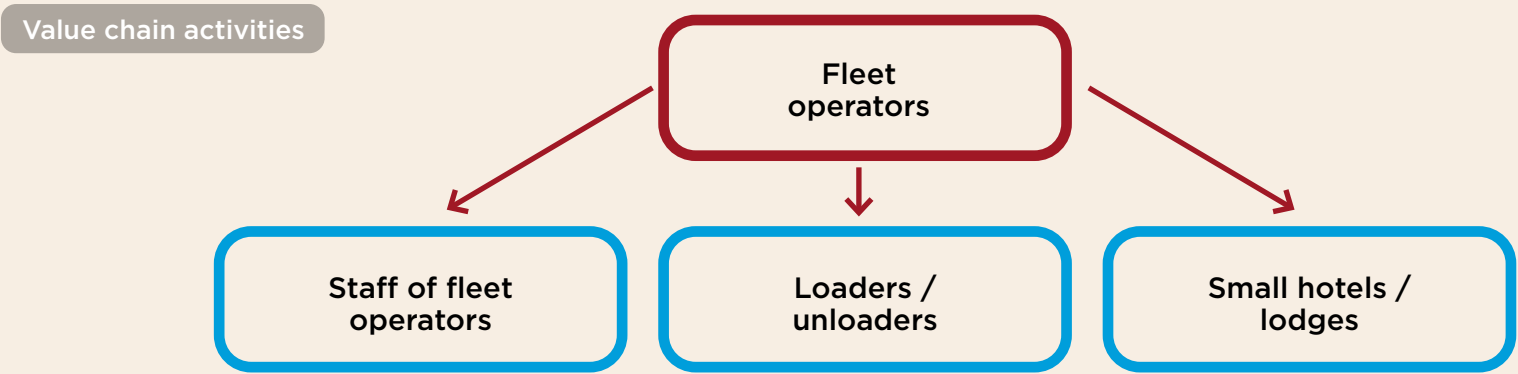 Value chain activities
Fleet
operators
Staff of fleet
operators
Loaders /
unloaders
Small hotels /
lodges